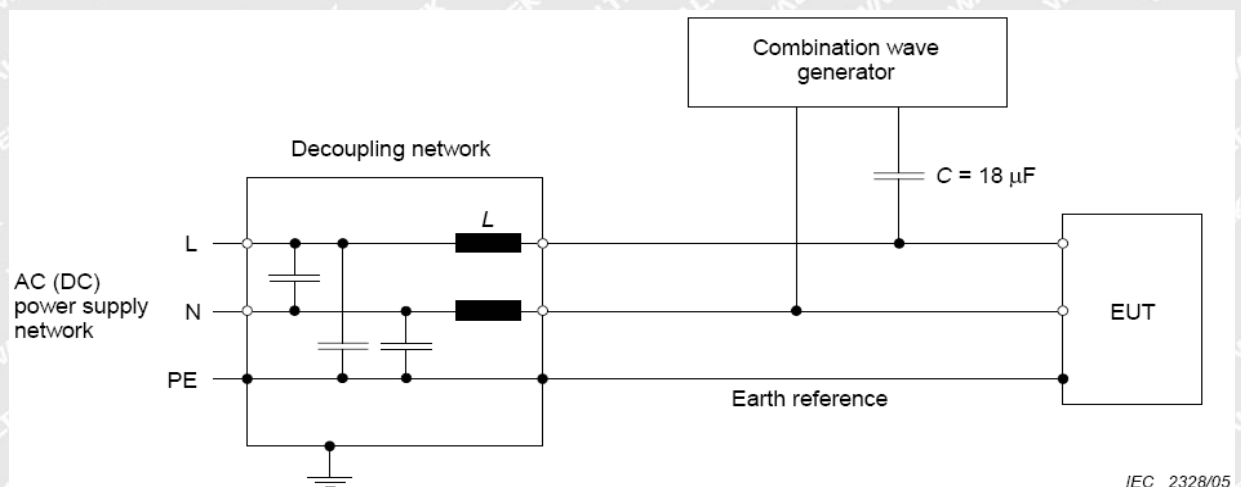 Combination wave
generator
Decoupling network
C = 18 µF
L
L
AC (DC)
power supply
network
N
EUT
PE
Earth reference
IEC 2328/05